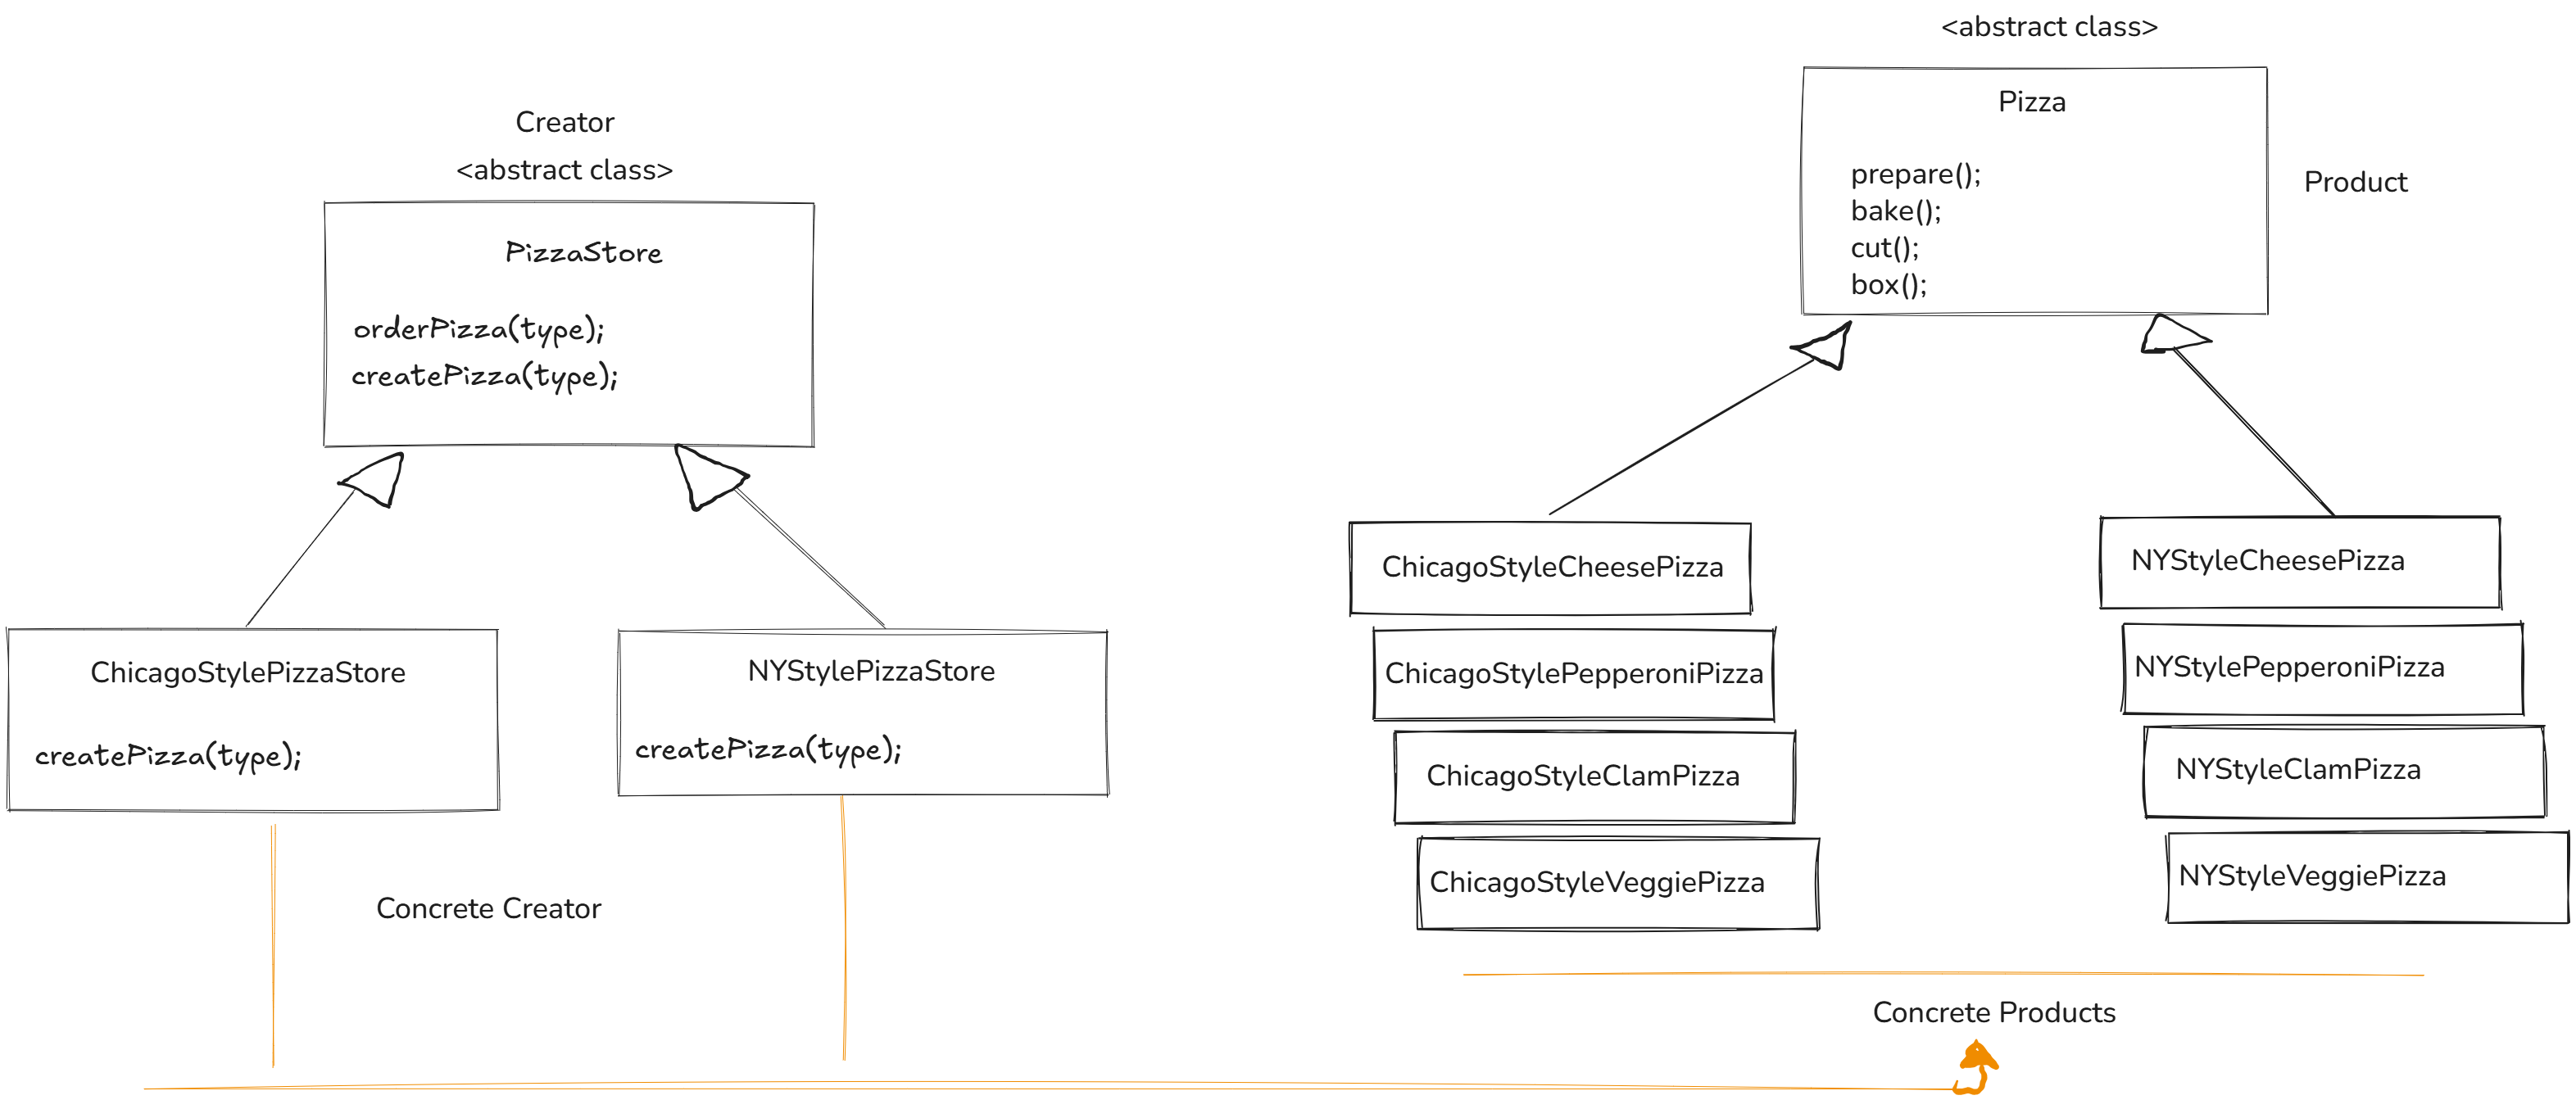 Creator
<abstract class>
PizzaStore
orderPizza(type);
createPizza(type);
ChicagoStylePizzaStore
createPizza(type);
NYStylePizzaStore
createPizza(type);
Concrete Creator
<abstract class>
Pizza
prepare();
bake();
cut();
box();
Product
ChicagoStyleCheesePizza
ChicagoStylePepperoniPizza
ChicagoStyleClamPizza
ChicagoStyleVeggiePizza
NYStyleCheesePizza
NYStylePepperoniPizza
NYStyleClamPizza
NYStyleVeggiePizza
Concrete Products